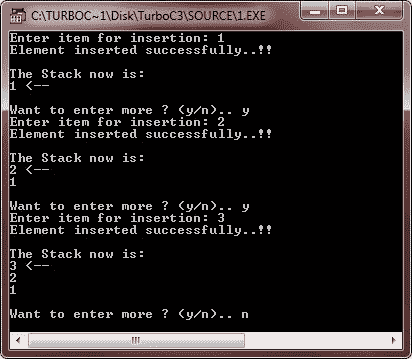 C:\TURBOC~1\Disk\TurboC3\SOURCE\1.EXE
Enter item for insertion: 1
Element inserted successfully..!!
The Stack now is:
1 <--
Want to enter more ? (y/n).. y
Enter item for insertion: 2
Element inserted successfully..!!
The Stack now is:
2 <--
1
Want to enter more ? (y/n).. y
Enter item for insertion: 3
Element inserted successfully..!!
The Stack now is:
3 <--
2
1
Want to enter more ? (y/n).. n